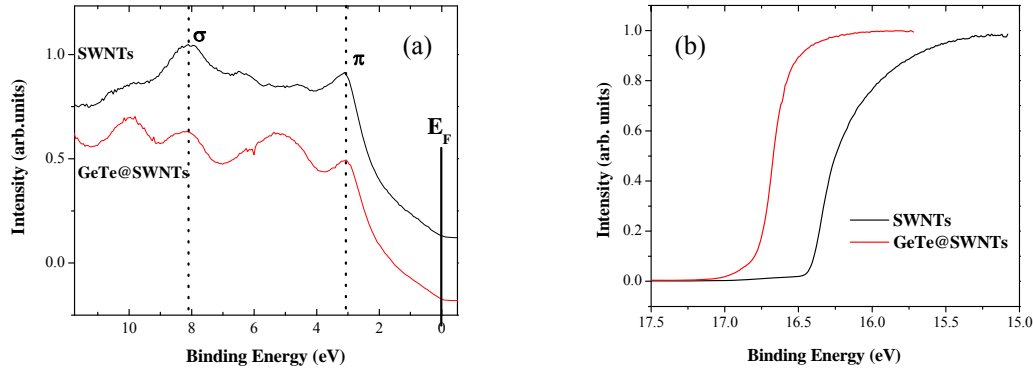 (a)
SWNTs
σ
π
E_F
GeTe@SWNTs
1.0
0.5
0.0
Intensity (arb.units)
10 8 6 4 2 0
Binding Energy (eV)
(b)
1.0
0.8
0.6
0.4
0.2
0.0
Intensity (arb. units)
SWNTs
GeTe@SWNTs
17.5 17.0 16.5 16.0 15.5 15.0
Binding Energy (eV)